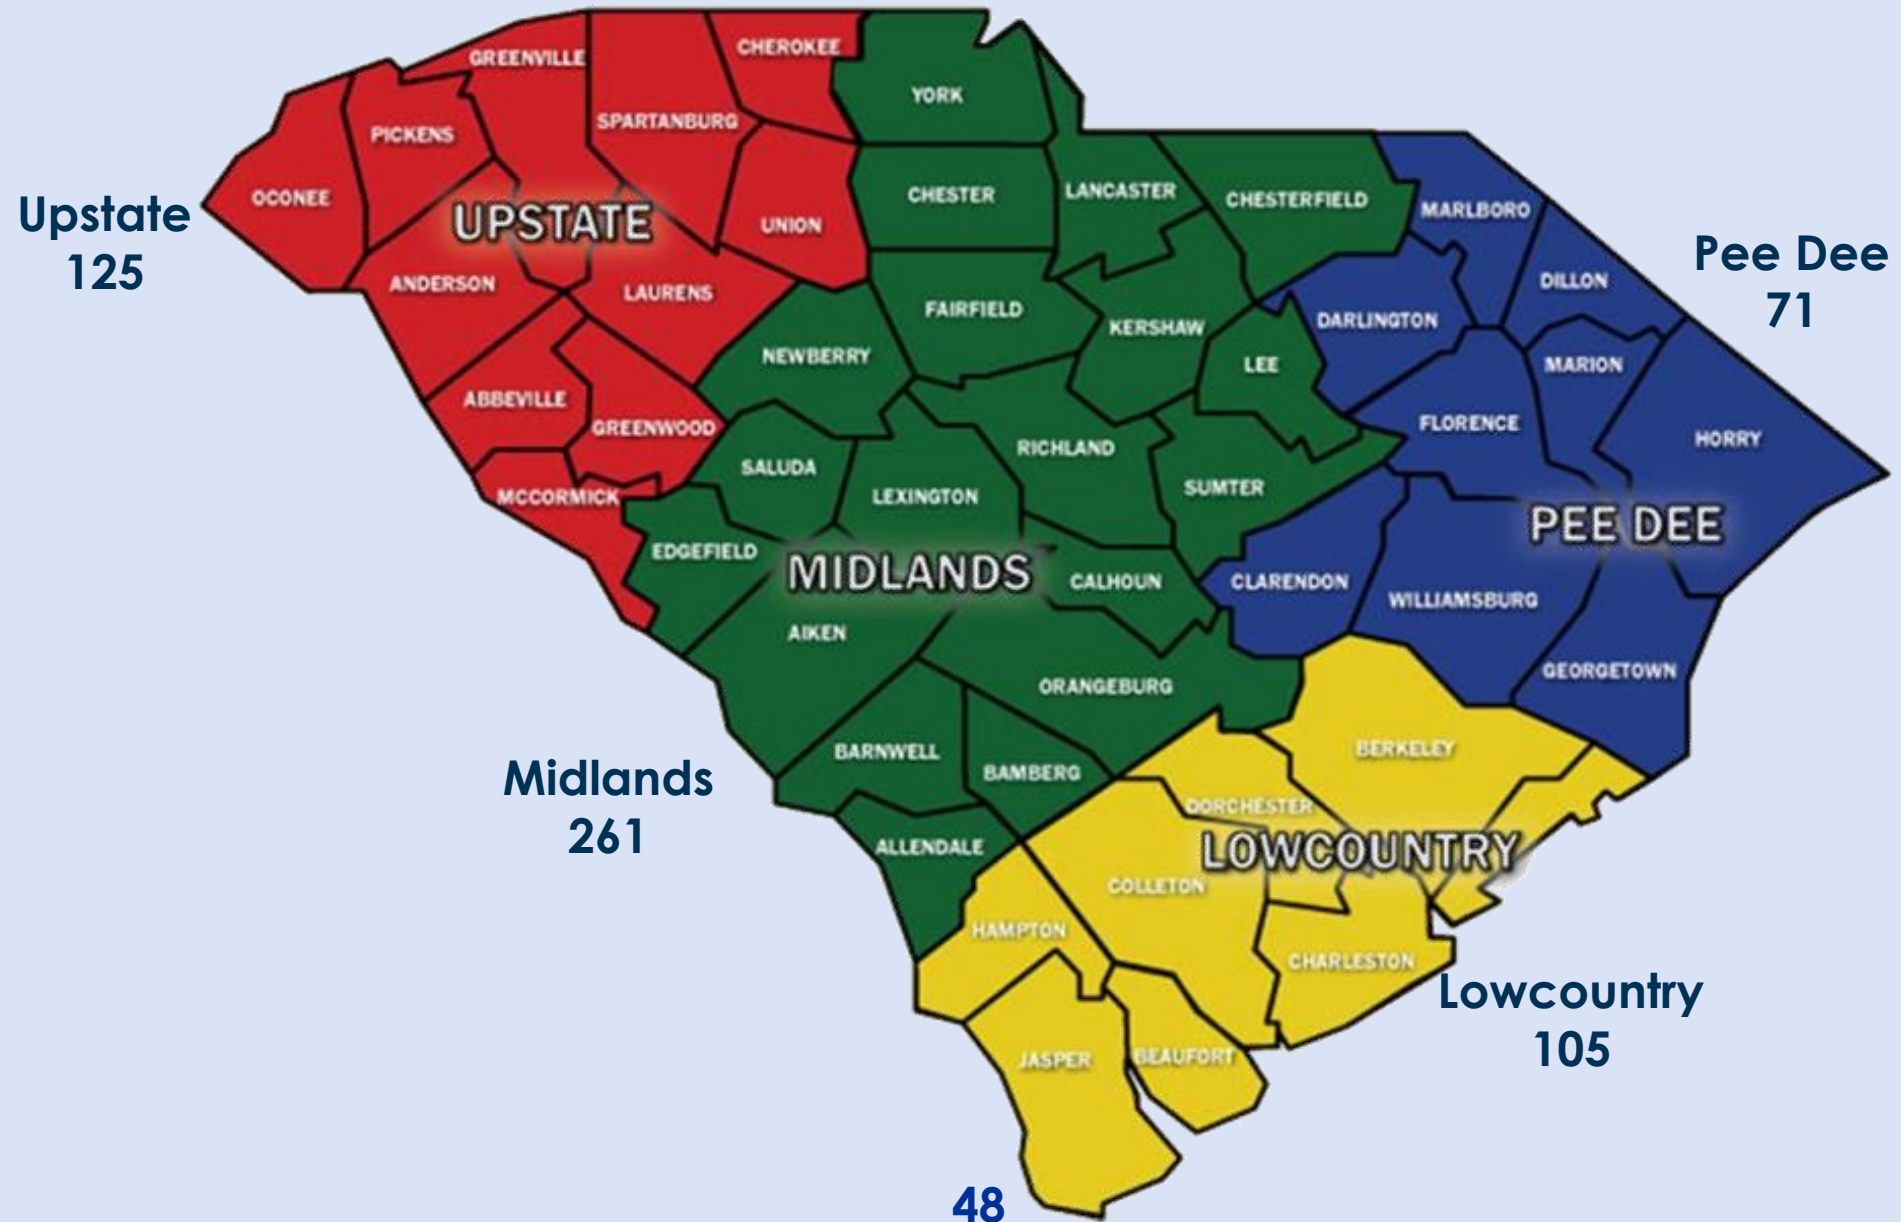 GREENVILLE
CHEROKEE
YORK
SPARTANBURG
PICKENS
OCONEE
UPSTATE
UNION
CHESTER
LANCASTER
CHESTERFIELD
MARLBORO
Upstate
125
Pee Dee
71
ANDERSON
LAURENS
FAIRFIELD
KERSHAW
DARLINGTON
DILLON
NEWBERRY
LEE
MARION
ABBEVILLE
GREENWOOD
FLORENCE
HORRY
SALUDA
RICHLAND
MCCORMICK
LEXINGTON
SUMTER
PEE DEE
EDGEFIELD
MIDLANDS
CALHOUN
CLARENDON
WILLIAMSBURG
AIKEN
ORANGEBURG
GEORGETOWN
BARNWELL
BAMBERG
BERKELEY
Midlands
261
DORCHESTER
ALLENDALE
LOWCOUNTRY
COLLETON
HAMPTON
CHARLESTON
Lowcountry
105
JASPER
BEAUFORT
48